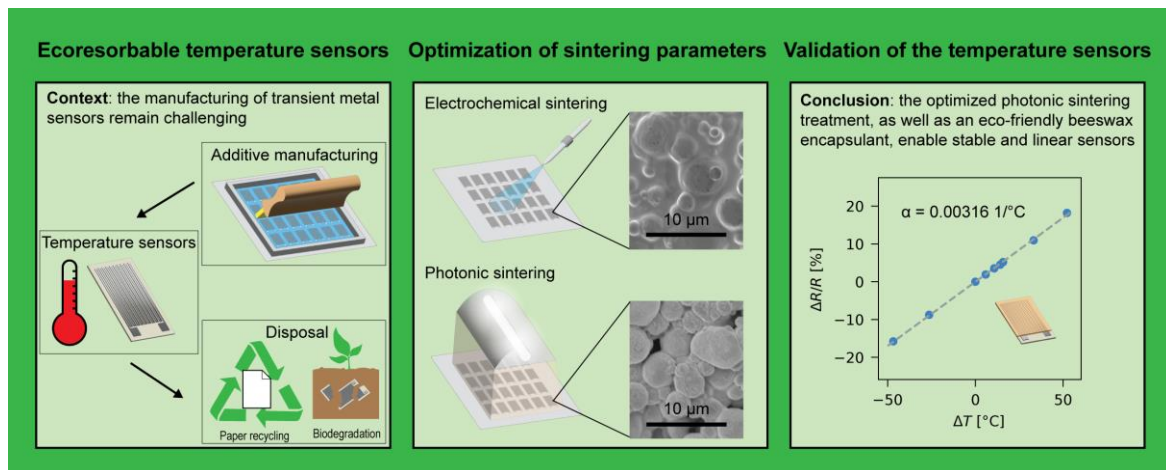 Ecoresorbable temperature sensors
Context: the manufacturing of transient metal
sensors remain challenging
Additive manufacturing
Temperature sensors
Disposal
Paper recycling
Biodegradation
Optimization of sintering parameters
Electrochemical sintering
10 µm
Photonic sintering
10 µm
Validation of the temperature sensors
Conclusion: the optimized photonic sintering
treatment, as well as an eco-friendly beeswax
encapsulant, enable stable and linear sensors
α = 0.00316 1/°C
ΔR/R [%]
20
10
0
−10
−20
−50
0
50
ΔT [°C]